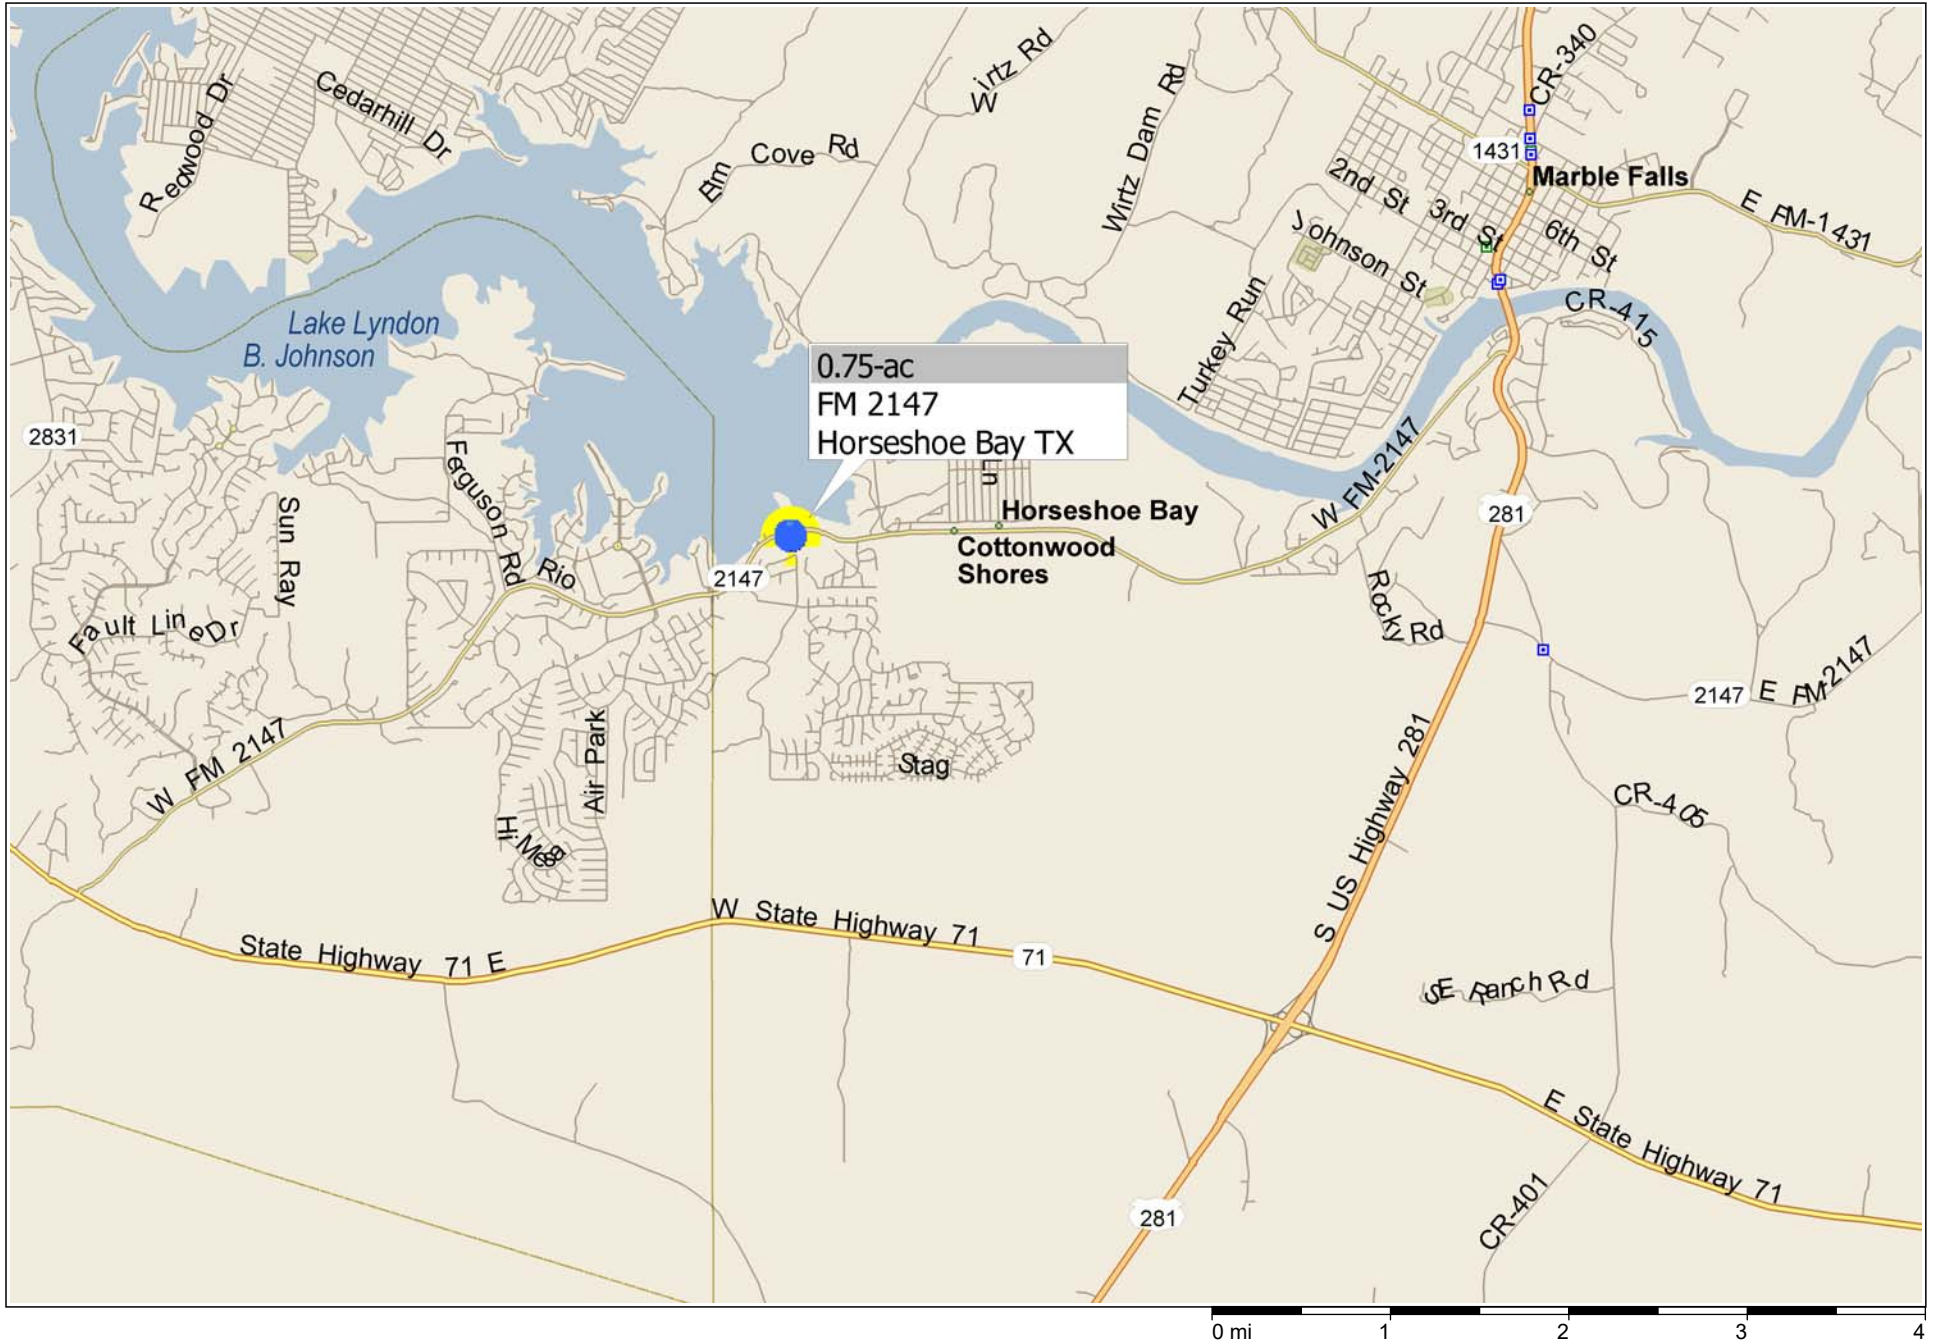 Redwood Dr
Cedarhill Dr
Elm Cove Rd
Wirtz Rd
Wirtz Dam Rd
CR-340
1431
Marble Falls
2nd St
3rd St
6th St
Johnson St
E FM-1431
CR-415
Turkey Run
Lake Lyndon
B. Johnson
0.75-ac
FM 2147
Horseshoe Bay TX
2831
Ferguson Rd
Ln
W FM-2147
Sun Ray
Horseshoe Bay
Cottonwood
Shores
281
Rio
2147
Rocky Rd
Fault Line Dr
2147
E FM-2147
W FM 2147
Air Park
Stag
Hi Mesa
S US Highway 281
CR-405
State Highway 71 E
W State Highway 71
71
SE Ranch Rd
E State Highway 71
CR-401
281
0 mi 1 2 3 4